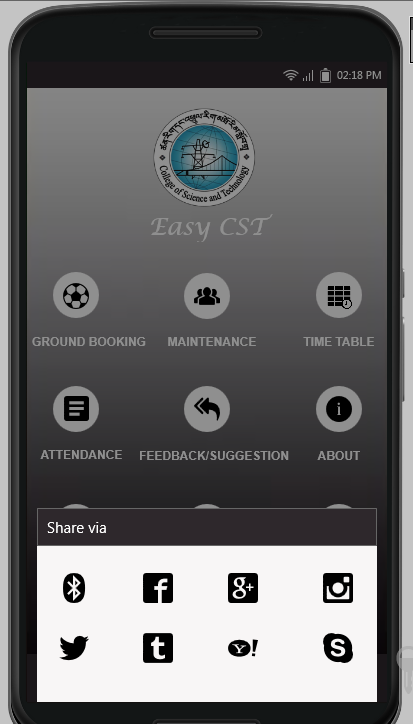 02:18 PM
College of Science and Technology
Easy CST
GROUND BOOKING MAINTENANCE TIME TABLE
ATTENDANCE FEEDBACK/SUGGESTION ABOUT
Share via